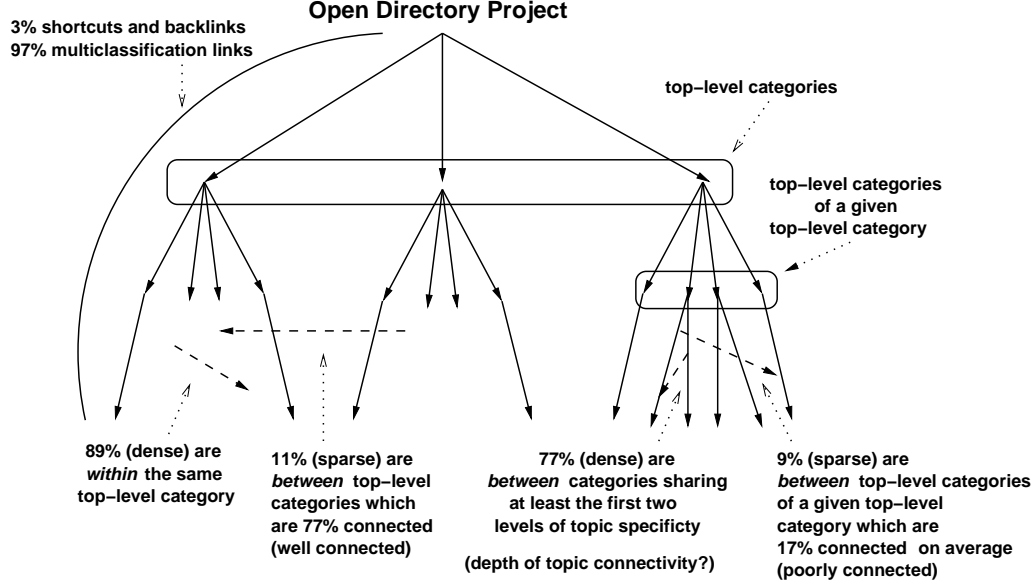 Open Directory Project
3% shortcuts and backlinks
97% multiclassification links
top−level categories
top−level categories
of a given
top−level category
89% (dense) are
within the same
top−level category
11% (sparse) are
between top−level
categories which
are 77% connected
(well connected)
77% (dense) are
between categories sharing
at least the first two
levels of topic specificty
(depth of topic connectivity?)
9% (sparse) are
between top−level categories
of a given top−level
category which are
17% connected on average
(poorly connected)